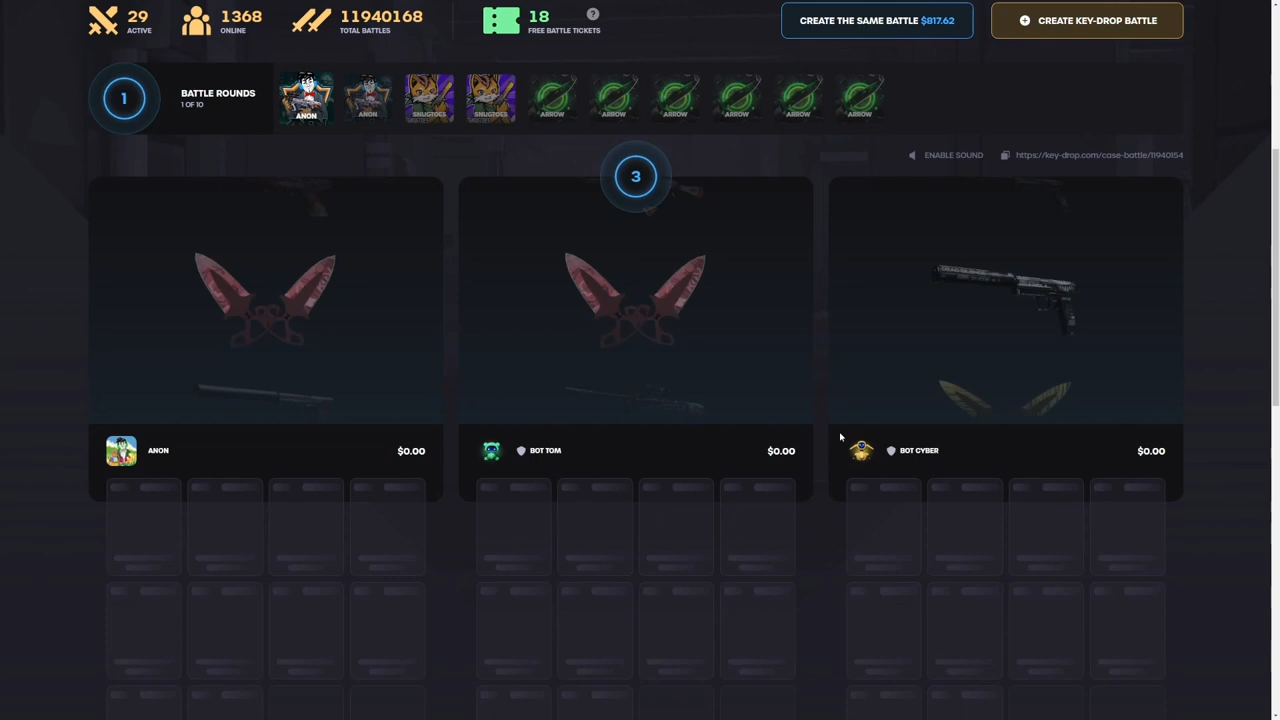 29
ACTIVE
1368
ONLINE
11940168
TOTAL BATTLES
18
FREE BATTLE TICKETS
?
CREATE THE SAME BATTLE $817.62
CREATE KEY-DROP BATTLE
1
BATTLE ROUNDS
1 OF 10
ANON
ANON
SNUGTOES
SNUGTOES
ARROW
ARROW
ARROW
ARROW
ARROW
ARROW
ENABLE SOUND
https://key-drop.com/case-battle/11940154
3
ANON
$0.00
BOT TOM
$0.00
BOT CYBER
$0.00